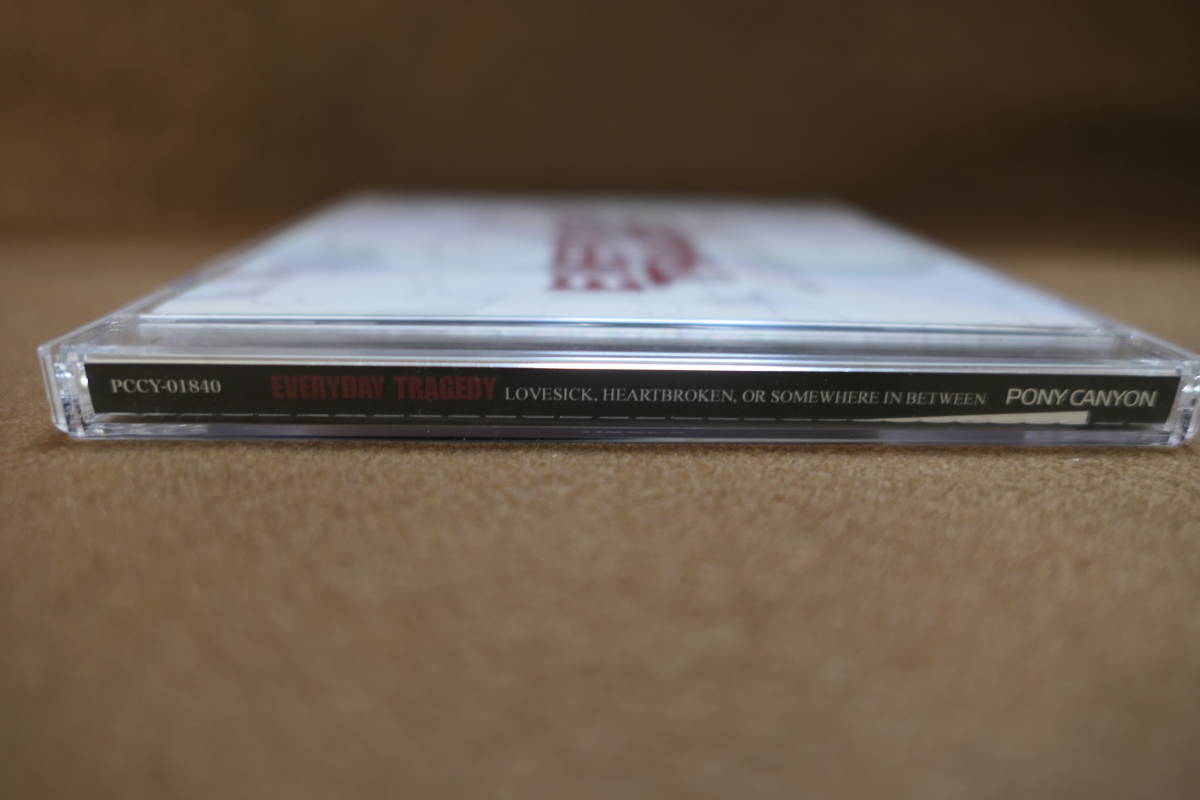 PCCY-01840 EVERYDAY TRAGEDY LOVESICK, HEARTBROKEN, OR SOMEWHERE IN BETWEEN PONY CANYON